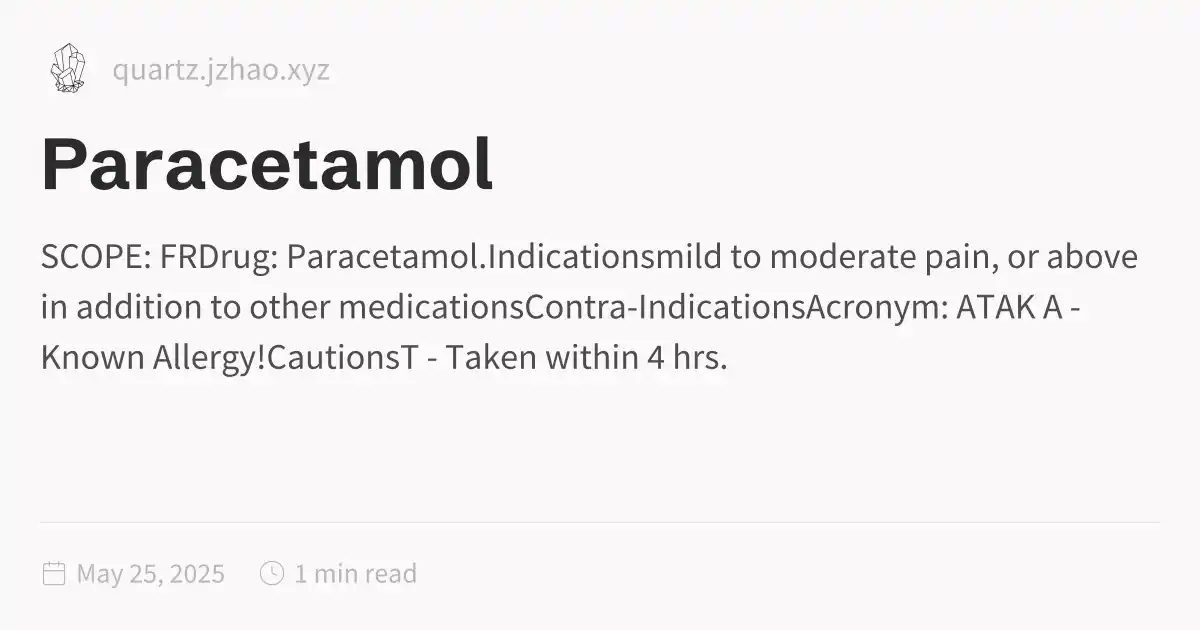 quartz.jzhao.xyz
Paracetamol
SCOPE: FRDrug: Paracetamol.Indicationsmild to moderate pain, or above
in addition to other medicationsContra-IndicationsAcronym: ATAK A -
Known Allergy!CautionsT - Taken within 4 hrs.
May 25, 2025 1 min read